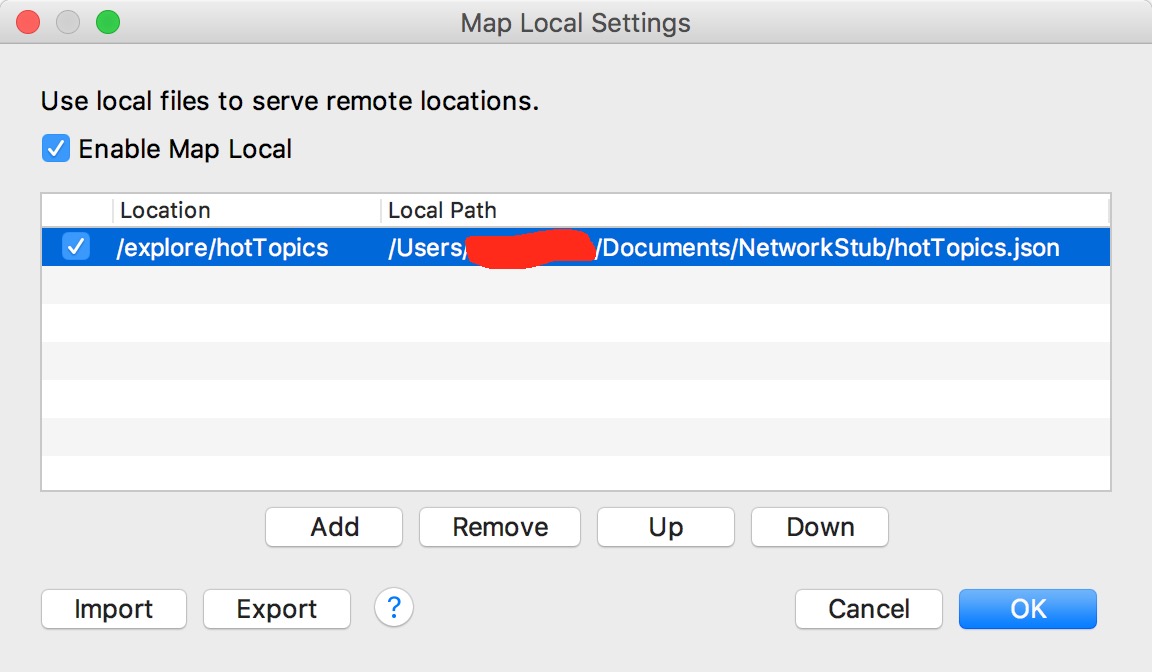 Map Local Settings
Use local files to serve remote locations.
Enable Map Local
Location Local Path
/explore/hotTopics /Users/ /Documents/NetworkStub/hotTopics.json
Add Remove Up Down
Import Export ? Cancel OK